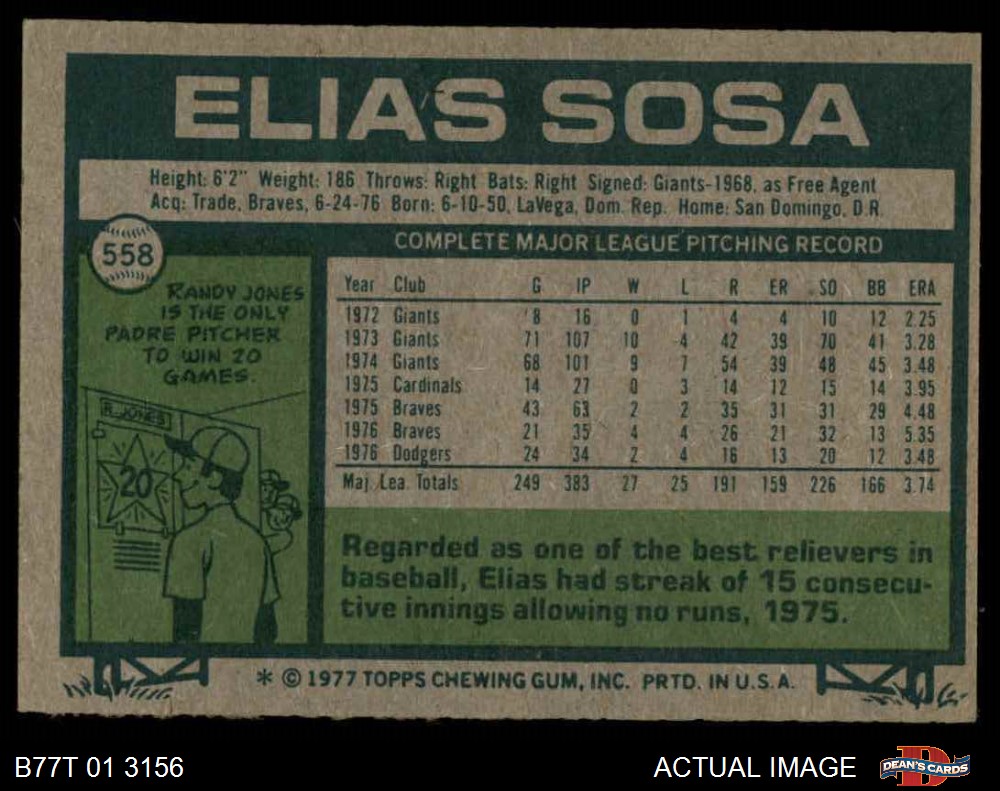 ELIAS SOSA
Height: 6'2" Weight: 186 Throws: Right Bats: Right Signed: Giants-1968, as Free Agent
Acq: Trade, Braves, 6-24-76 Born: 6-10-50, LaVega, Dom. Rep. Home: San Domingo, D.R.
558
RANDY JONES
IS THE ONLY
PADRE PITCHER
TO WIN 20
GAMES.
R. JONES
20
COMPLETE MAJOR LEAGUE PITCHING RECORD
Year Club G IP W L R ER SO BB ERA
1972 Giants 8 16 0 1 4 4 10 12 2.25
1973 Giants 71 107 10 4 42 39 70 41 3.28
1974 Giants 68 101 9 7 54 39 48 45 3.48
1975 Cardinals 14 27 0 3 14 12 15 14 3.95
1975 Braves 43 63 2 2 35 31 31 29 4.48
1976 Braves 21 35 4 4 26 21 32 13 5.35
1976 Dodgers 24 34 2 4 16 13 20 12 3.48
Maj. Lea. Totals 249 383 27 25 191 159 226 166 3.74
Regarded as one of the best relievers in
baseball, Elias had streak of 15 consecu-
tive innings allowing no runs, 1975.
* © 1977 TOPPS CHEWING GUM, INC. PRTD. IN U.S.A.
B77T 01 3156
ACTUAL IMAGE
DEAN'S CARDS